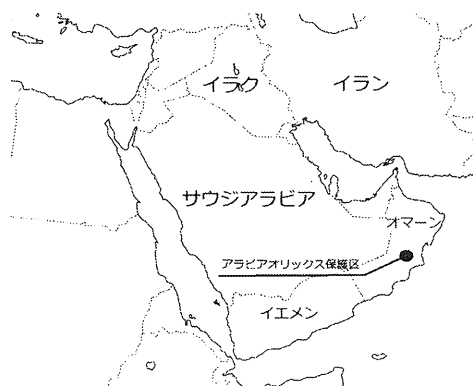 イラク
イラン
サウジアラビア
オマーン
アラビアオリックス保護区
イエメン